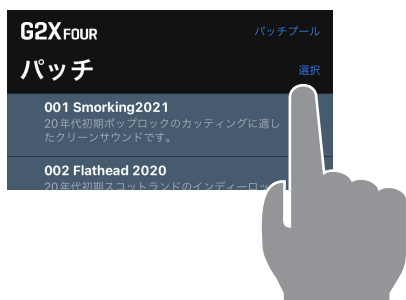 G2X FOUR
パッチプール
パッチ
選択
001 Smorking2021
20年代初期ポップロックのカッティングに適し
たクリーンサウンドです。
002 Flathead 2020
20年代初期スコットランドのインディーロッ